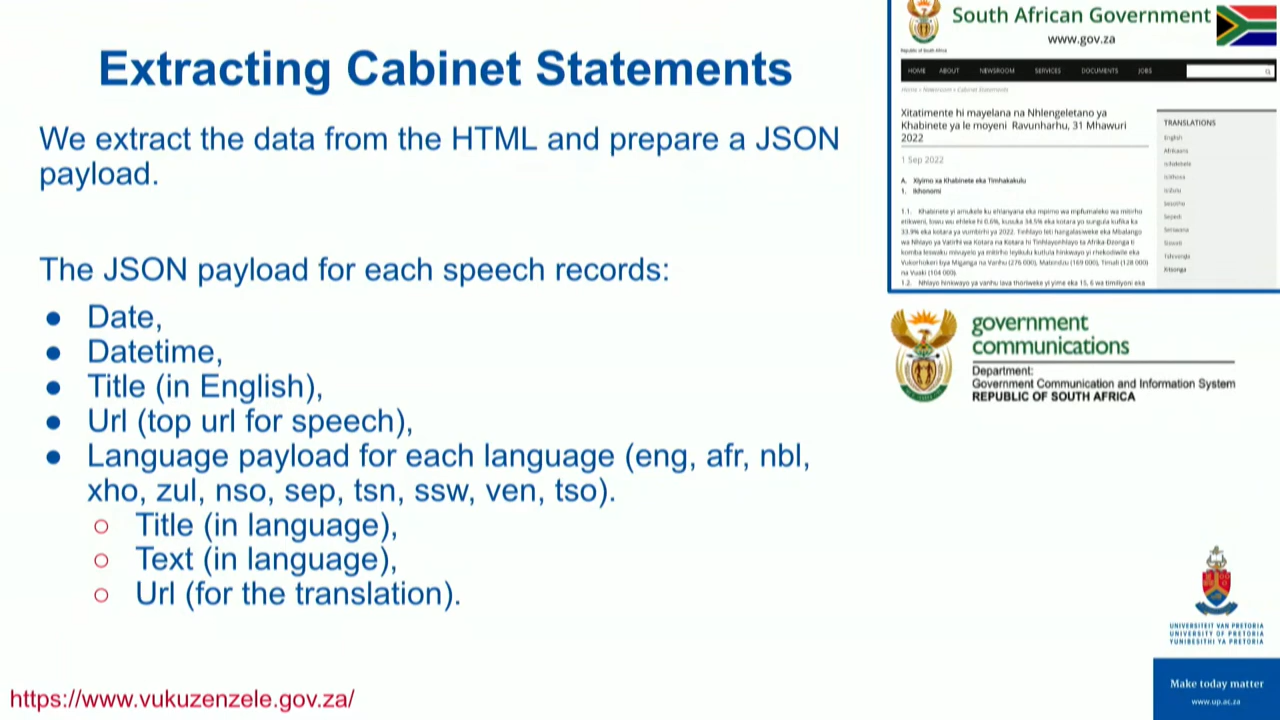 Extracting Cabinet Statements
We extract the data from the HTML and prepare a JSON
payload.
The JSON payload for each speech records:
● Date,
● Datetime,
● Title (in English),
● Url (top url for speech),
● Language payload for each language (eng, afr, nbl,
xho, zul, nso, sep, tsn, ssw, ven, tso).
○ Title (in language),
○ Text (in language),
○ Url (for the translation).
https://www.vukuzenzele.gov.za/
South African Government
www.gov.za
HOME ABOUT NEWSROOM SERVICES DOCUMENTS JOBS
Home » Newsroom » Cabinet Statements
Xitatimente hi mayelana na Nhlengeletano ya
Khabinete ya le moyeni Ravunharhu, 31 Mhawuri
2022
1 Sep 2022
A. Xiyimo xa Khabinete eka Timhakakulu
1. Ikhonomi
TRANSLATIONS
English
Afrikaans
Sesotho
Sepedi
Setswana
Siswati
Tshivenda
Xitsonga
government
communications
Department:
Government Communication and Information System
REPUBLIC OF SOUTH AFRICA
UNIVERSITEIT VAN PRETORIA
UNIVERSITY OF PRETORIA
YUNIBESITHI YA PRETORIA
Make today matter
www.up.ac.za